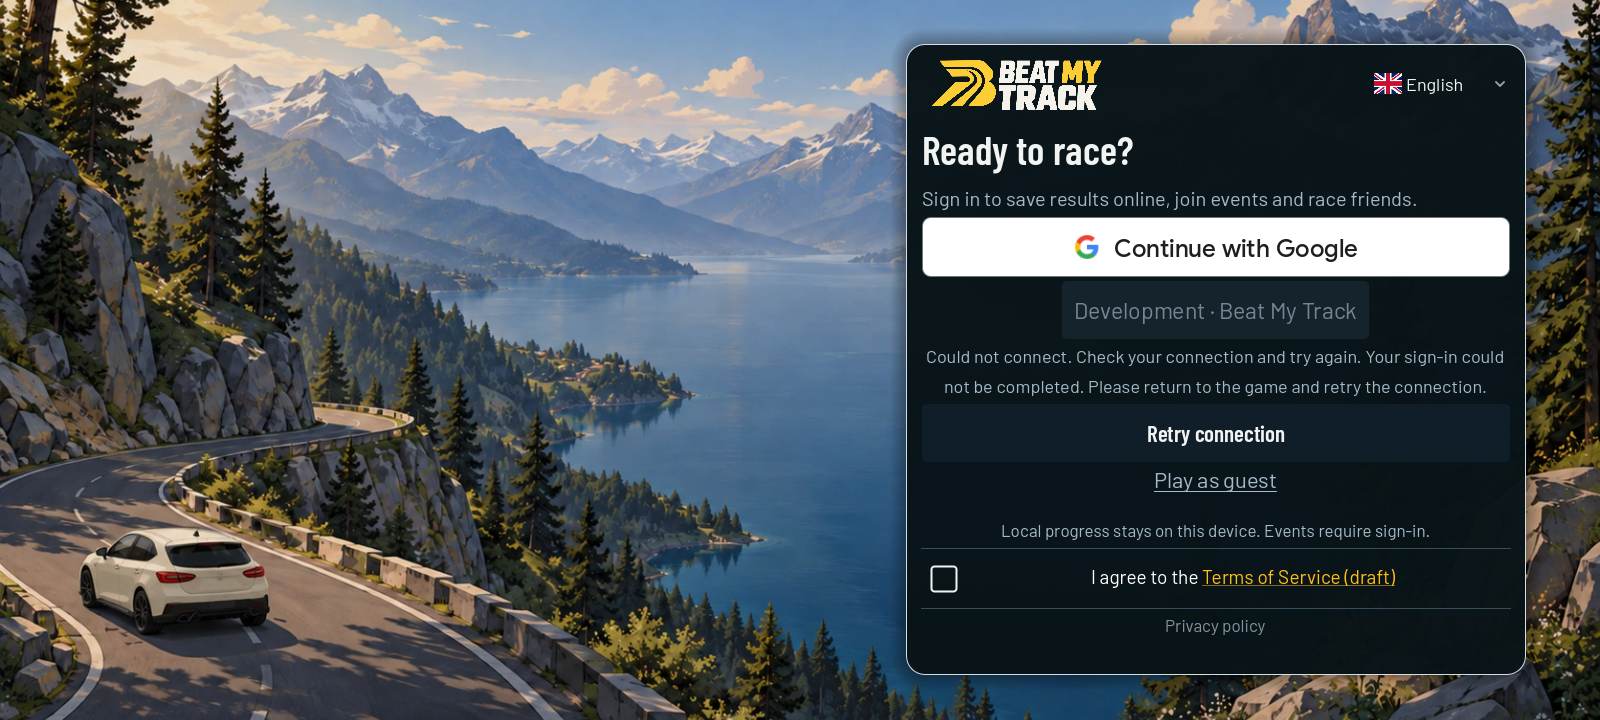 BEAT MY
TRACK
English
Ready to race?
Sign in to save results online, join events and race friends.
Continue with Google
Development · Beat My Track
Could not connect. Check your connection and try again. Your sign-in could
not be completed. Please return to the game and retry the connection.
Retry connection
Play as guest
Local progress stays on this device. Events require sign-in.
I agree to the Terms of Service (draft)
Privacy policy